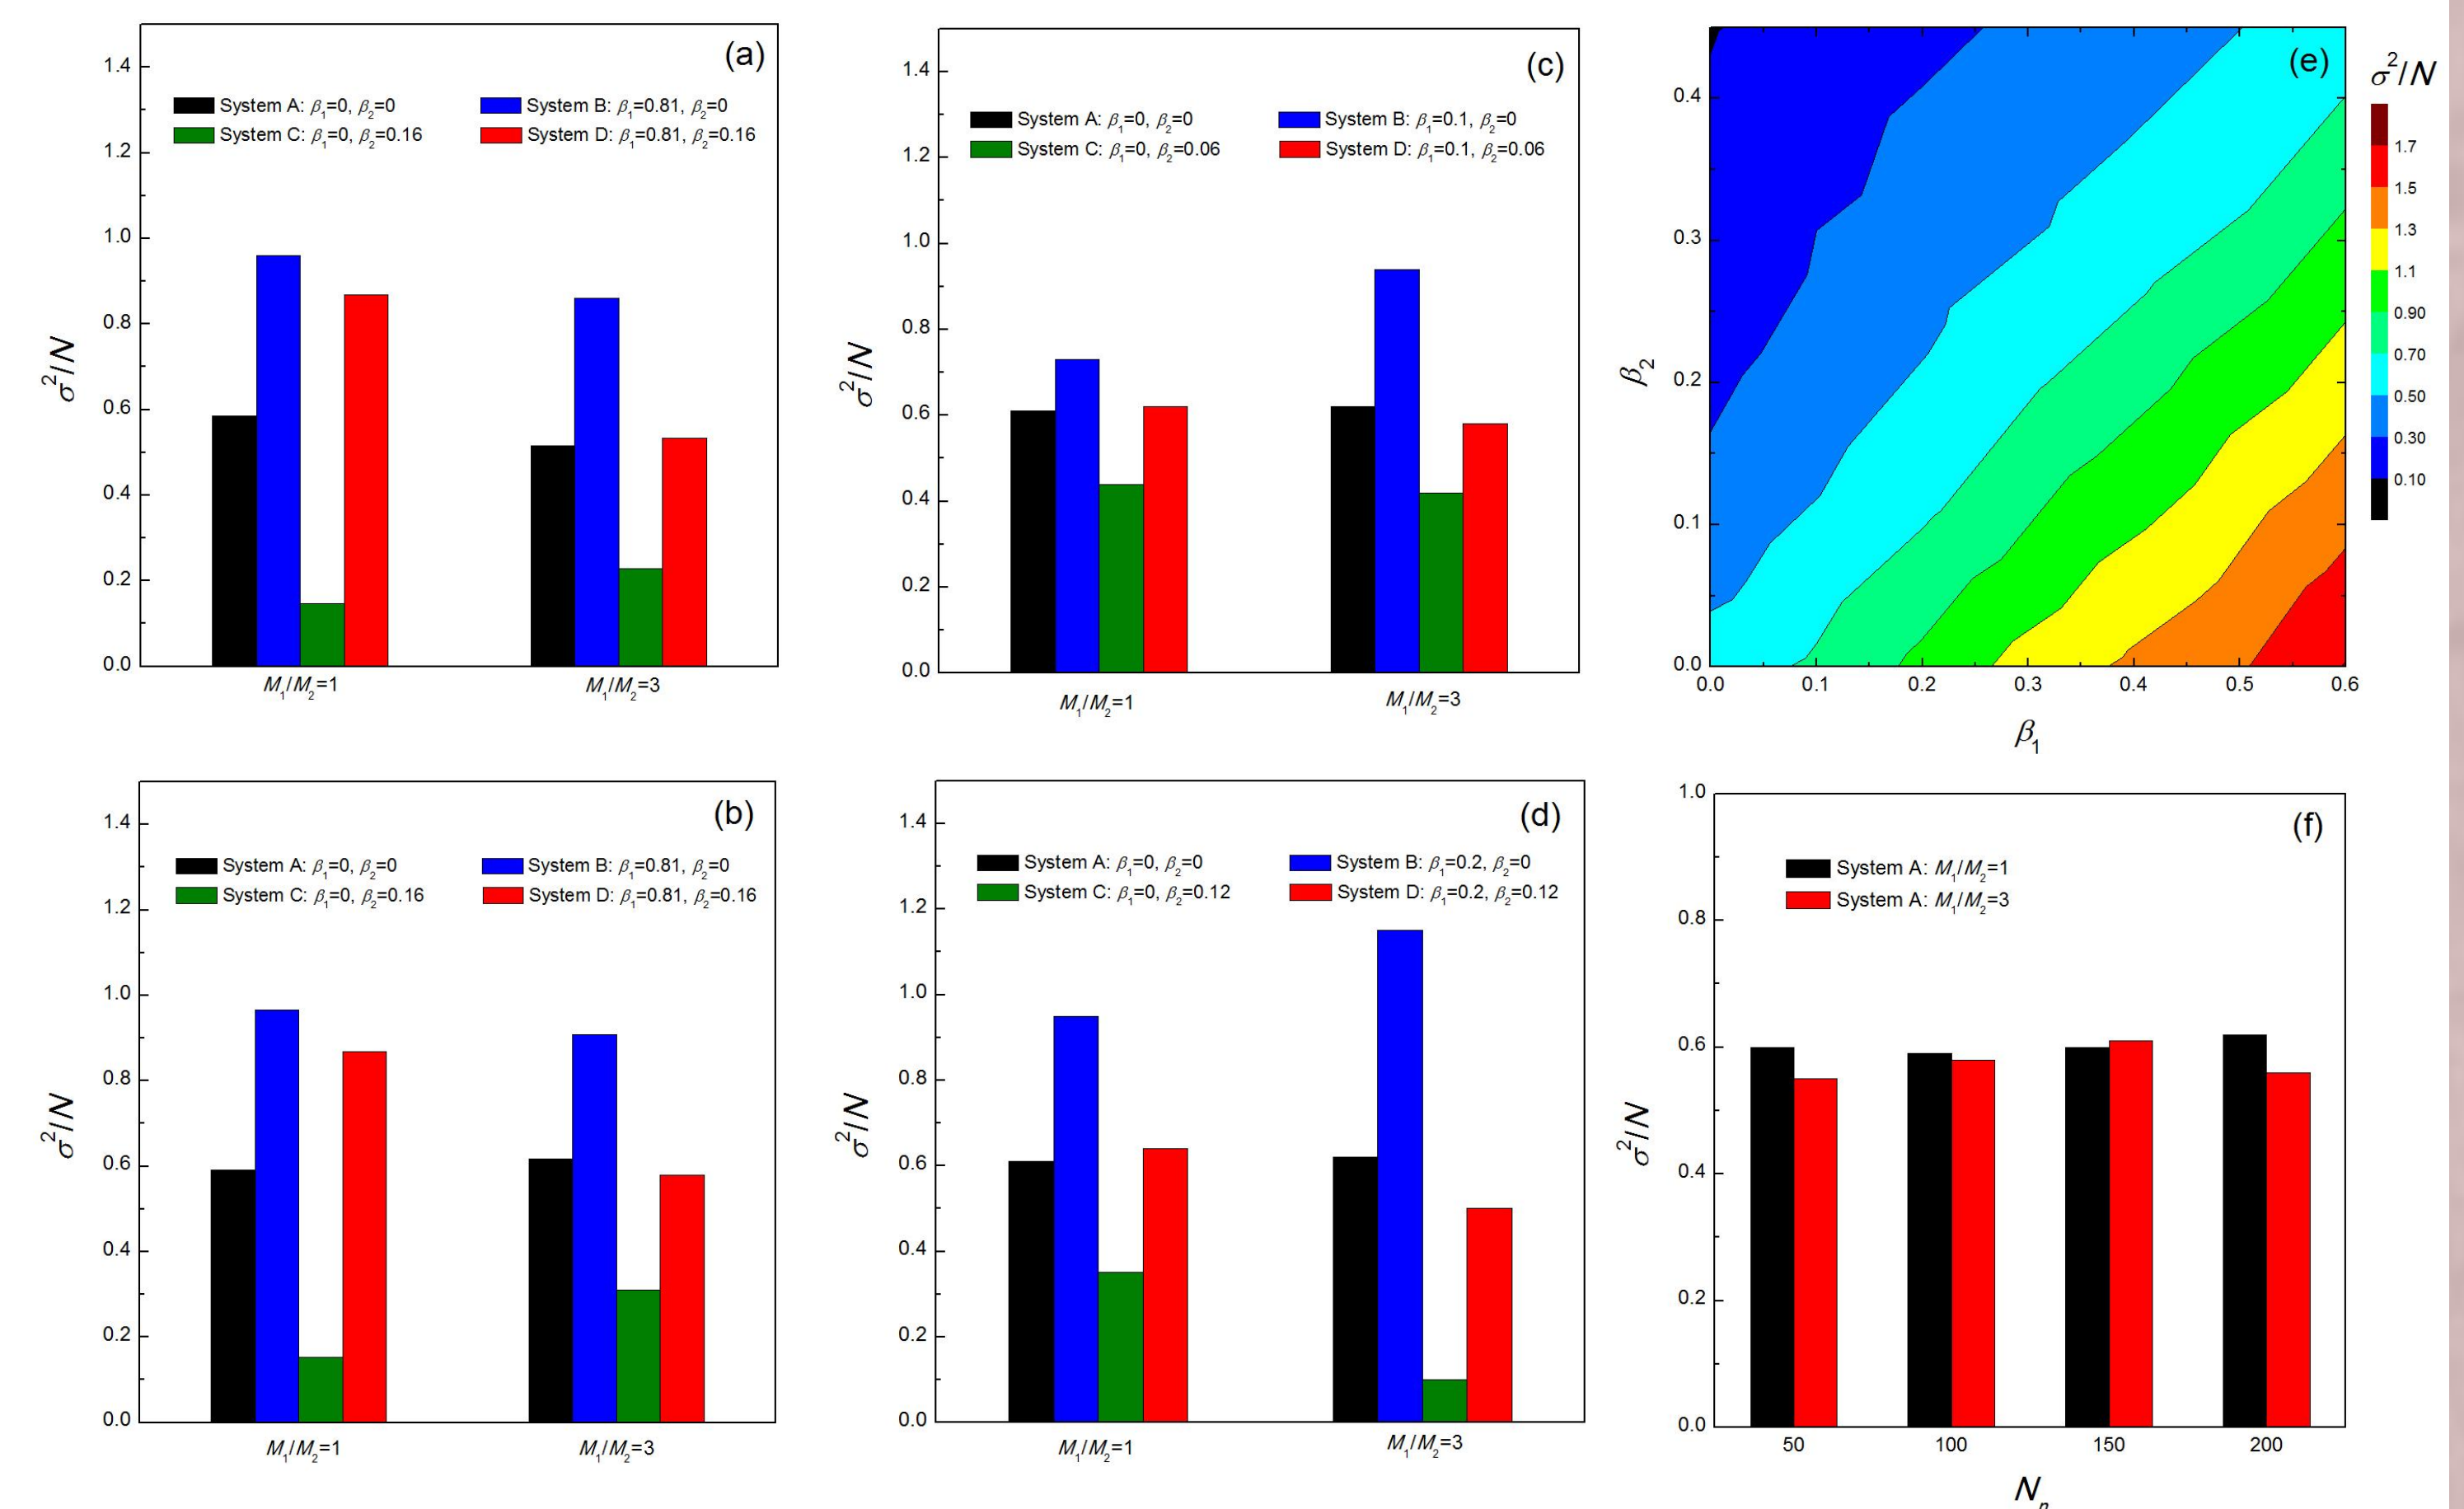 (a)
System A: β1=0, β2=0
System B: β1=0.81, β2=0
System C: β1=0, β2=0.16
System D: β1=0.81, β2=0.16
1.4
1.2
1.0
0.8
0.6
0.4
0.2
0.0
σ2/N
M1/M2=1
M1/M2=3
(c)
System A: β1=0, β2=0
System B: β1=0.1, β2=0
System C: β1=0, β2=0.06
System D: β1=0.1, β2=0.06
1.4
1.2
1.0
0.8
0.6
0.4
0.2
0.0
σ2/N
M1/M2=1
M1/M2=3
(e)
σ2/N
1.7
1.5
1.3
1.1
0.90
0.70
0.50
0.30
0.10
0.4
0.3
0.2
0.1
0.0
β2
0.0 0.1 0.2 0.3 0.4 0.5 0.6
β1
(b)
System A: β1=0, β2=0
System B: β1=0.81, β2=0
System C: β1=0, β2=0.16
System D: β1=0.81, β2=0.16
1.4
1.2
1.0
0.8
0.6
0.4
0.2
0.0
σ2/N
M1/M2=1
M1/M2=3
(d)
System A: β1=0, β2=0
System B: β1=0.2, β2=0
System C: β1=0, β2=0.12
System D: β1=0.2, β2=0.12
1.4
1.2
1.0
0.8
0.6
0.4
0.2
0.0
σ2/N
M1/M2=1
M1/M2=3
(f)
System A: M1/M2=1
System A: M1/M2=3
1.0
0.8
0.6
0.4
0.2
0.0
σ2/N
50 100 150 200
Nn